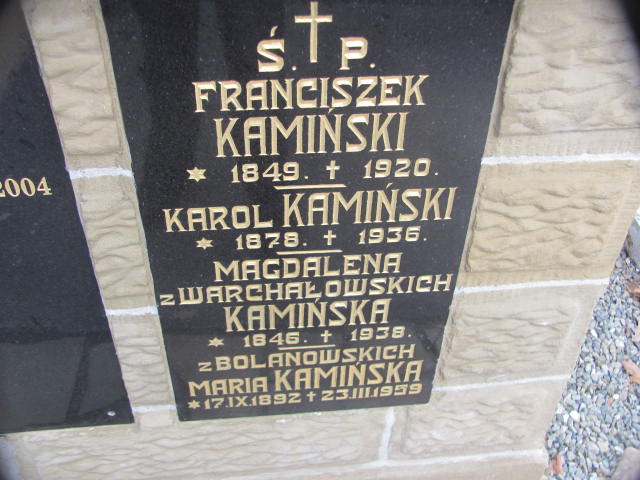 Ś. † P.
FRANCISZEK
KAMIŃSKI
* 1849. † 1920.
KAROL KAMIŃSKI
* 1878. † 1936.
MAGDALENA
z WARCHAŁOWSKICH
KAMIŃSKA
* 1846. † 1938.
z BOLANOWSKICH
MARIA KAMIŃSKA
* 17.IX.1892 † 23.III.1959
2004